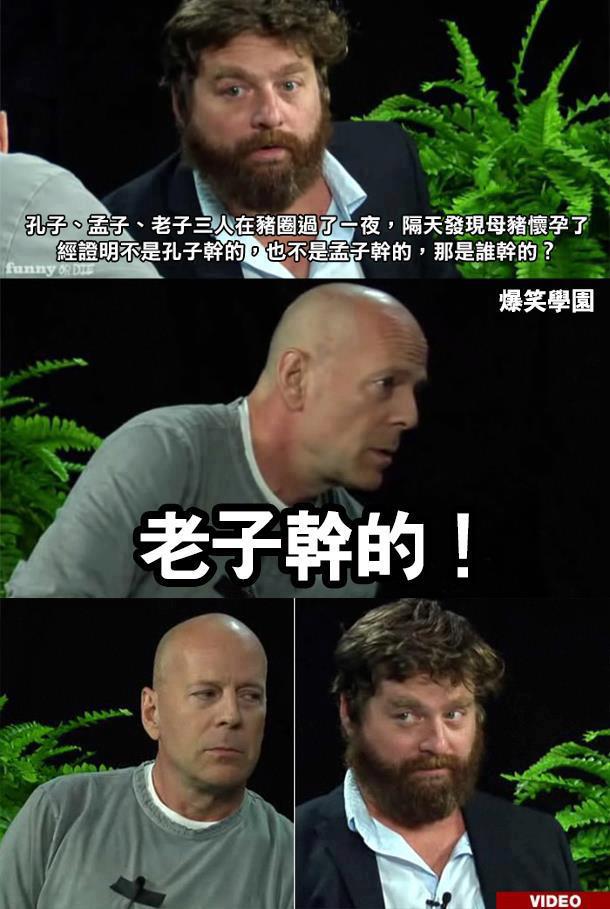 孔子、孟子、老子三人在豬圈過了一夜，隔天發現母豬懷孕了
經證明不是孔子幹的，也不是孟子幹的，那是誰幹的？
funny OR DIE
爆笑學園
老子幹的！
VIDEO